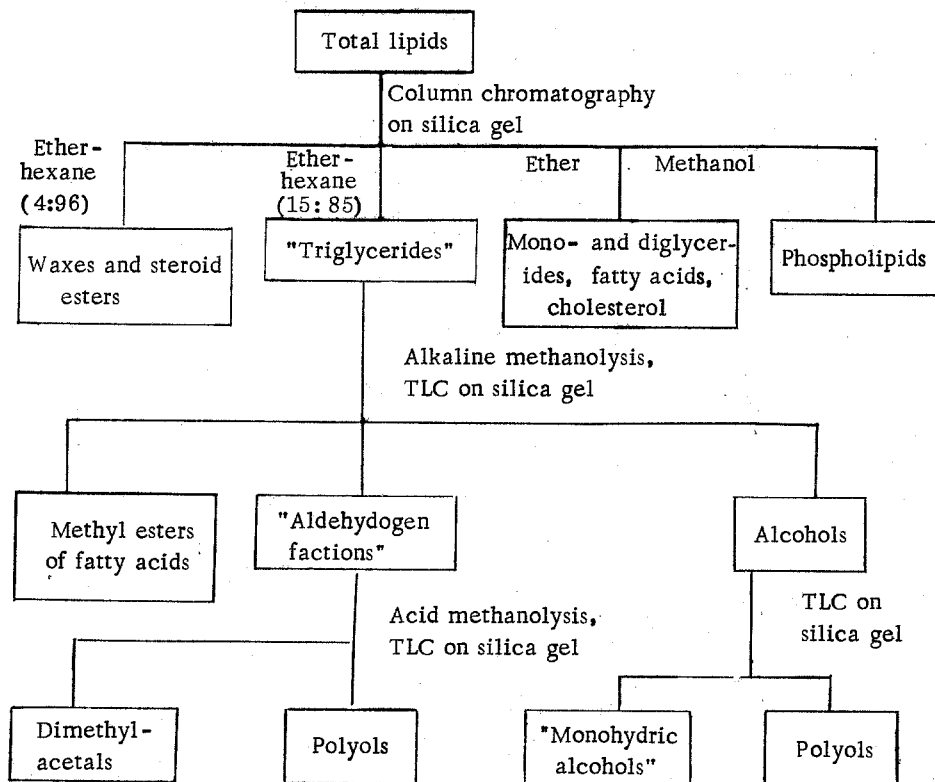 Total lipids
Column chromatography
on silica gel
Ether-
hexane
(4:96)
Ether-
hexane
(15:85)
Ether
Methanol
Waxes and steroid
esters
"Triglycerides"
Mono- and diglycer-
ides, fatty acids,
cholesterol
Phospholipids
Alkaline methanolysis,
TLC on silica gel
Methyl esters
of fatty acids
"Aldehydogen
factions"
Alcohols
Acid methanolysis,
TLC on silica gel
TLC on
silica gel
Dimethyl-
acetals
Polyols
"Monohydric
alcohols"
Polyols